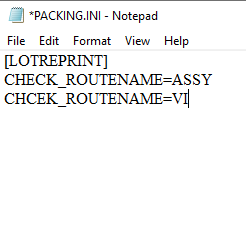 *PACKING.INI - Notepad
File Edit Format View Help
[LOTREPRINT]
CHECK_ROUTENAME=ASSY
CHCEK_ROUTENAME=VI